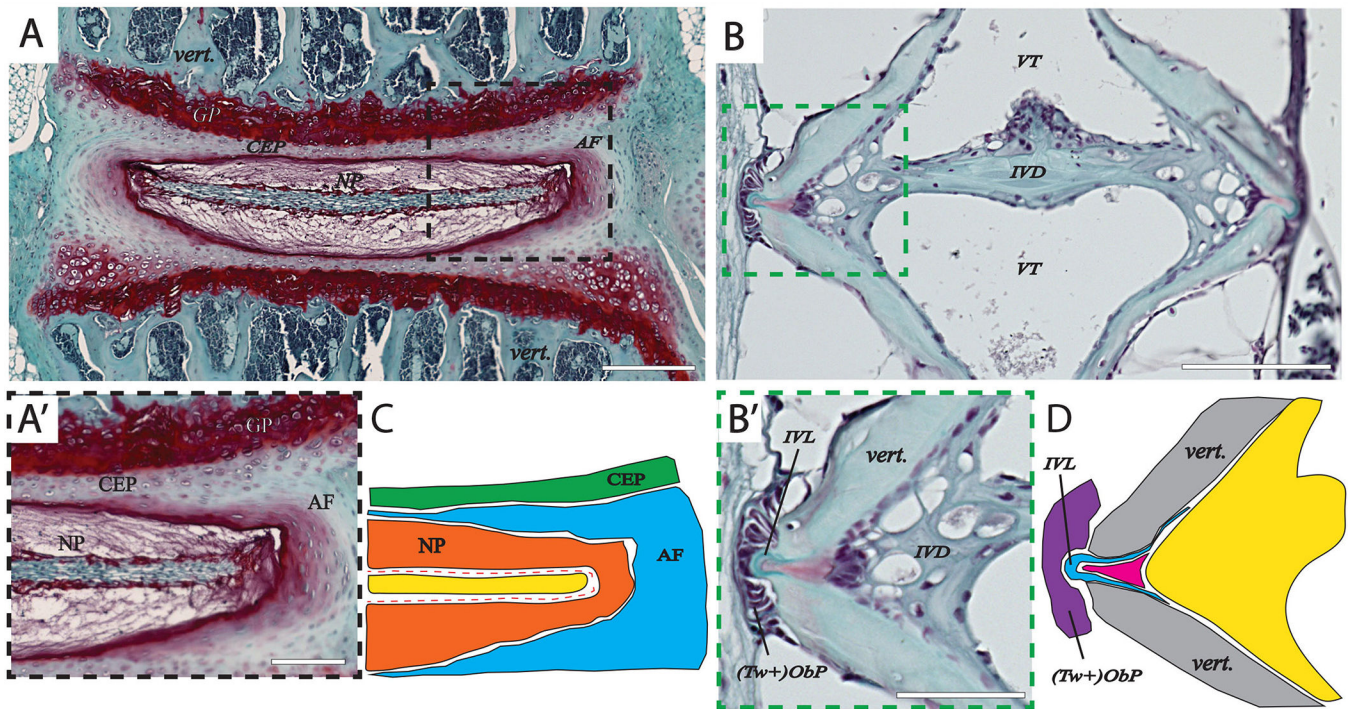 A
vert.
GP
CEP
AF
NP
vert.
B
VT
IVD
VT
A′
GP
CEP
AF
NP
C
CEP
NP
AF
B′
IVL
vert.
IVD
(Tw+)ObP
D
vert.
IVL
(Tw+)ObP
vert.